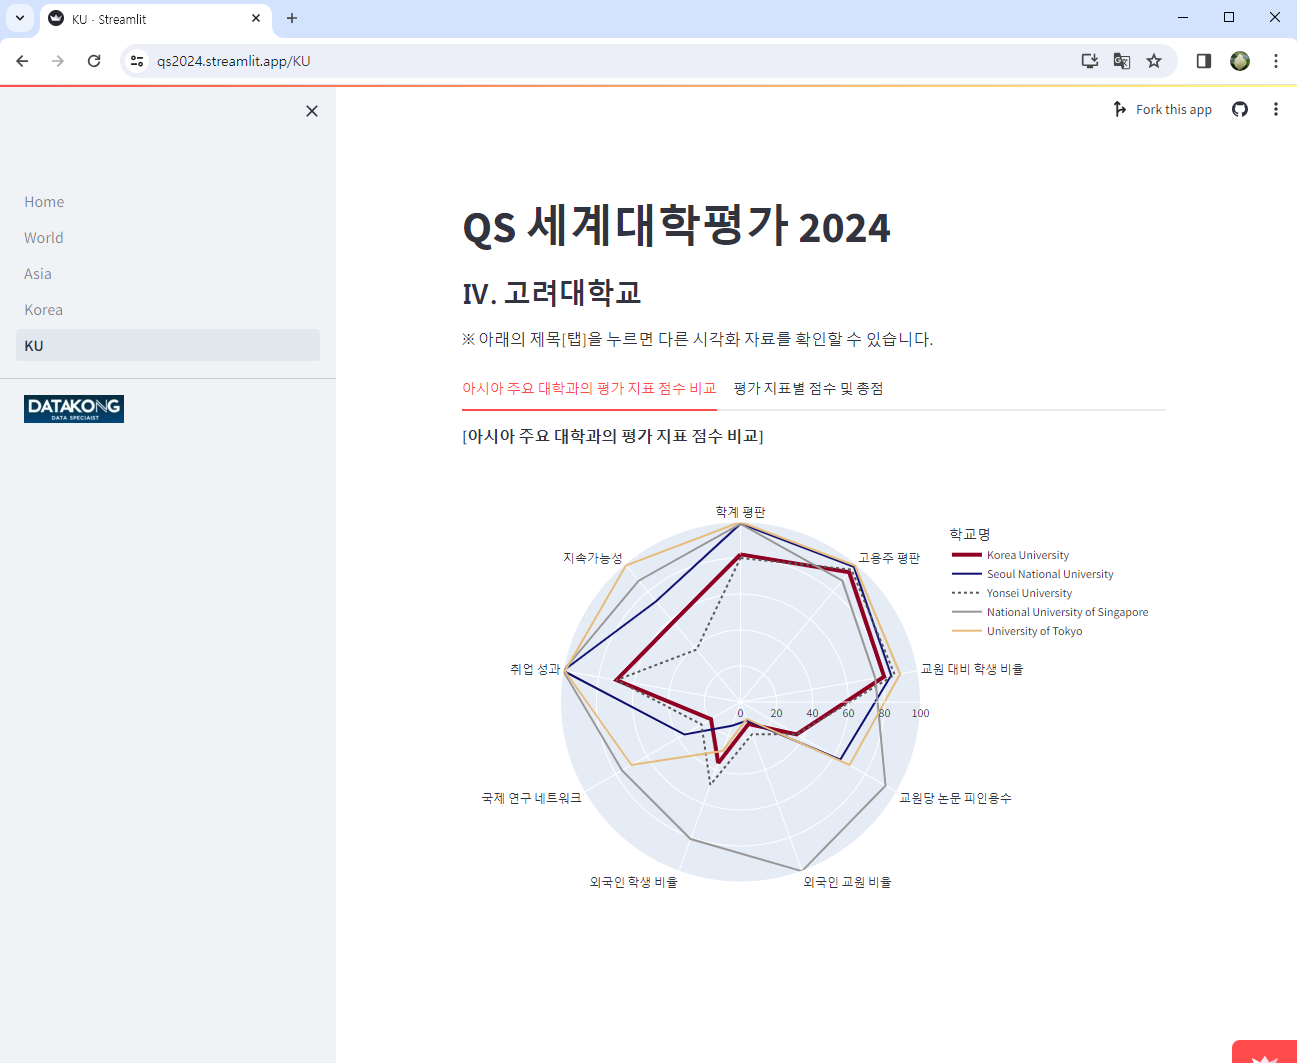 KU · Streamlit
qs2024.streamlit.app/KU
Fork this app
Home
World
Asia
Korea
KU
DATAKONG
DATA SPECIAIST
QS 세계대학평가 2024
Ⅳ. 고려대학교
※ 아래의 제목[탭]을 누르면 다른 시각화 자료를 확인할 수 있습니다.
아시아 주요 대학과의 평가 지표 점수 비교 평가 지표별 점수 및 총점
[아시아 주요 대학과의 평가 지표 점수 비교]
학계 평판
고용주 평판
교원 대비 학생 비율
교원당 논문 피인용수
외국인 교원 비율
외국인 학생 비율
국제 연구 네트워크
취업 성과
지속가능성
0 20 40 60 80 100
학교명
Korea University
Seoul National University
Yonsei University
National University of Singapore
University of Tokyo